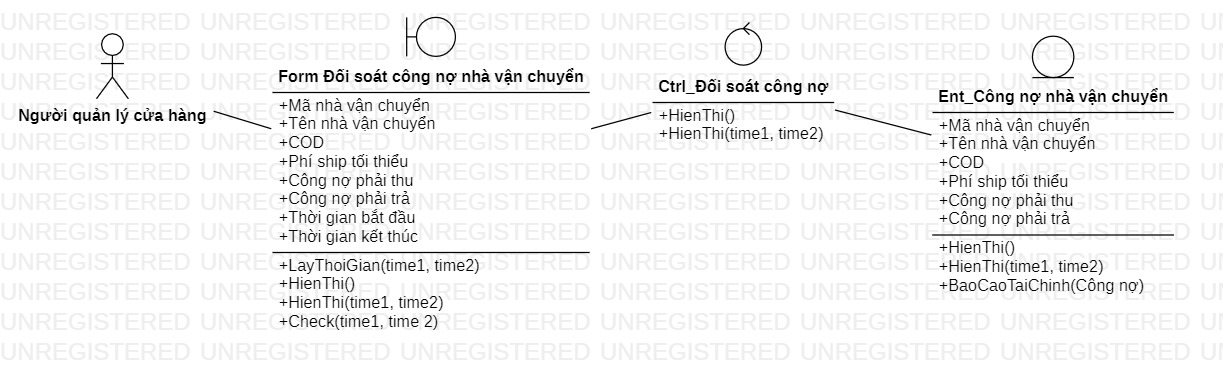 Người quản lý cửa hàng
Form Đối soát công nợ nhà vận chuyển
+Mã nhà vận chuyển
+Tên nhà vận chuyển
+COD
+Phí ship tối thiểu
+Công nợ phải thu
+Công nợ phải trả
+Thời gian bắt đầu
+Thời gian kết thúc
+LayThoiGian(time1, time2)
+HienThi()
+HienThi(time1, time2)
+Check(time1, time 2)
Ctrl_Đối soát công nợ
+HienThi()
+HienThi(time1, time2)
Ent_Công nợ nhà vận chuyển
+Mã nhà vận chuyển
+Tên nhà vận chuyển
+COD
+Phí ship tối thiểu
+Công nợ phải thu
+Công nợ phải trả
+HienThi()
+HienThi(time1, time2)
+BaoCaoTaiChinh(Công nợ)
UNREGISTERED